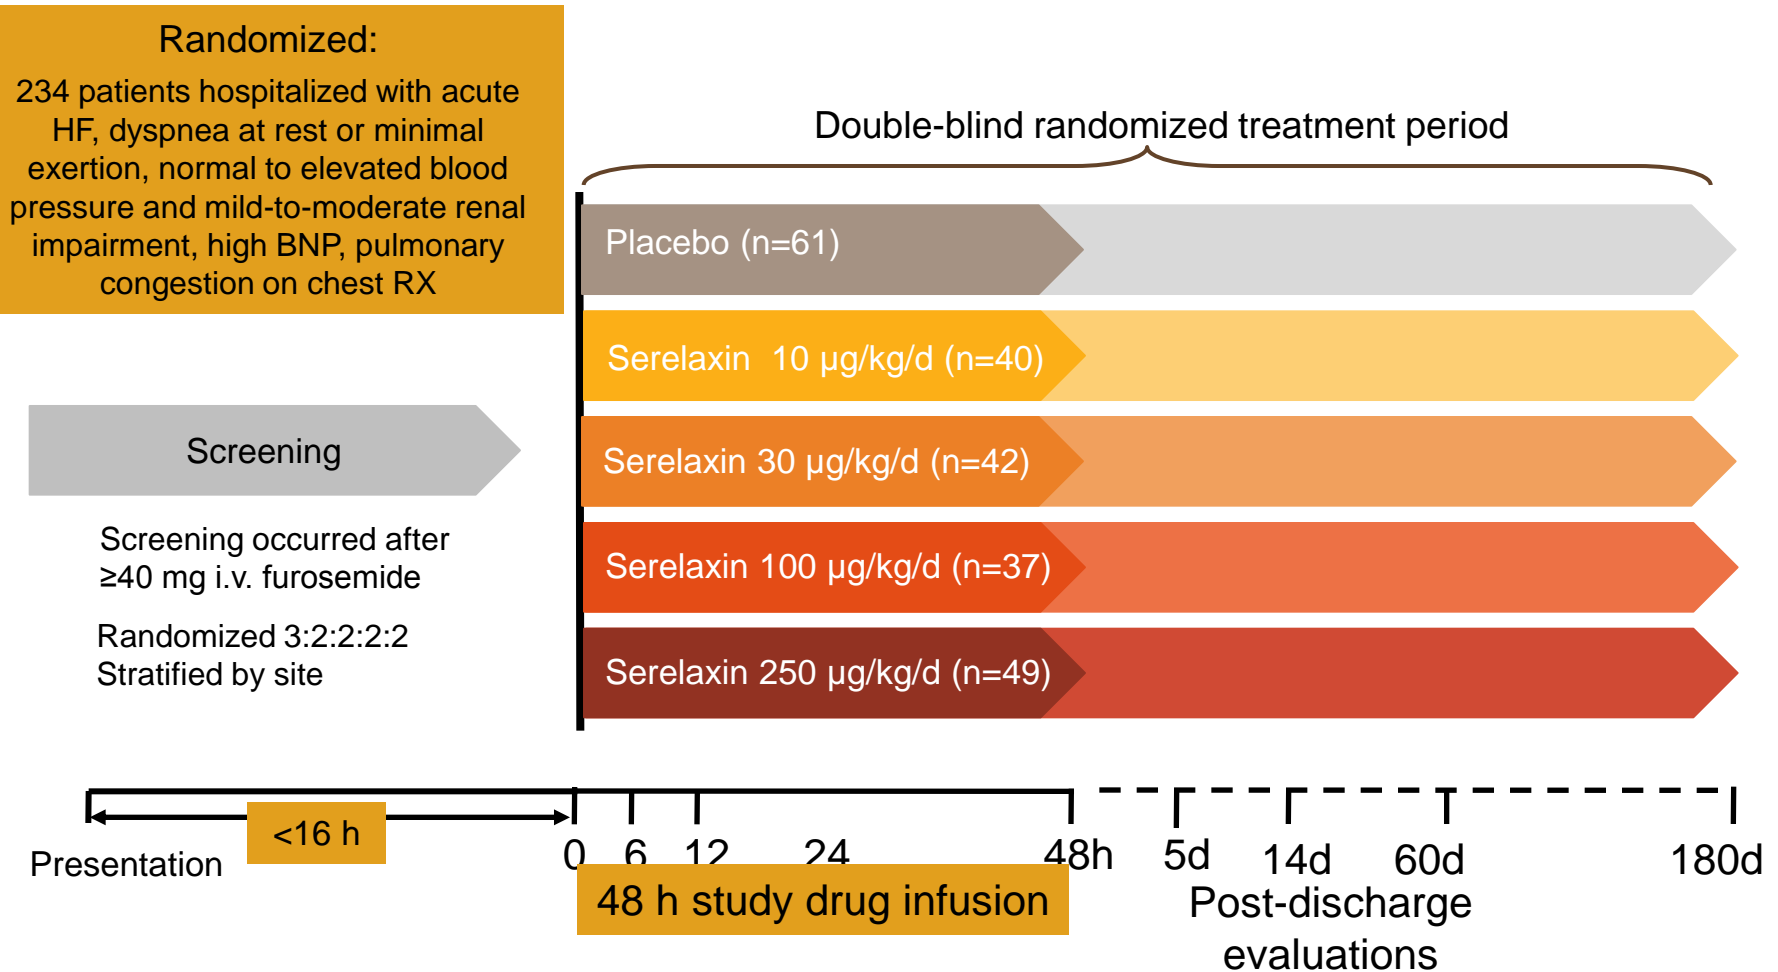 Randomized:
234 patients hospitalized with acute
HF, dyspnea at rest or minimal
exertion, normal to elevated blood
pressure and mild-to-moderate renal
impairment, high BNP, pulmonary
congestion on chest RX
Double-blind randomized treatment period
Placebo (n=61)
Serelaxin  10 µg/kg/d (n=40)
Serelaxin 30 µg/kg/d (n=42)
Serelaxin 100 µg/kg/d (n=37)
Serelaxin 250 µg/kg/d (n=49)
Screening
Screening occurred after
≥40 mg i.v. furosemide
Randomized 3:2:2:2:2
Stratified by site
<16 h
Presentation
0 6 12 24 48h 5d 14d 60d 180d
48 h study drug infusion
Post-discharge
evaluations